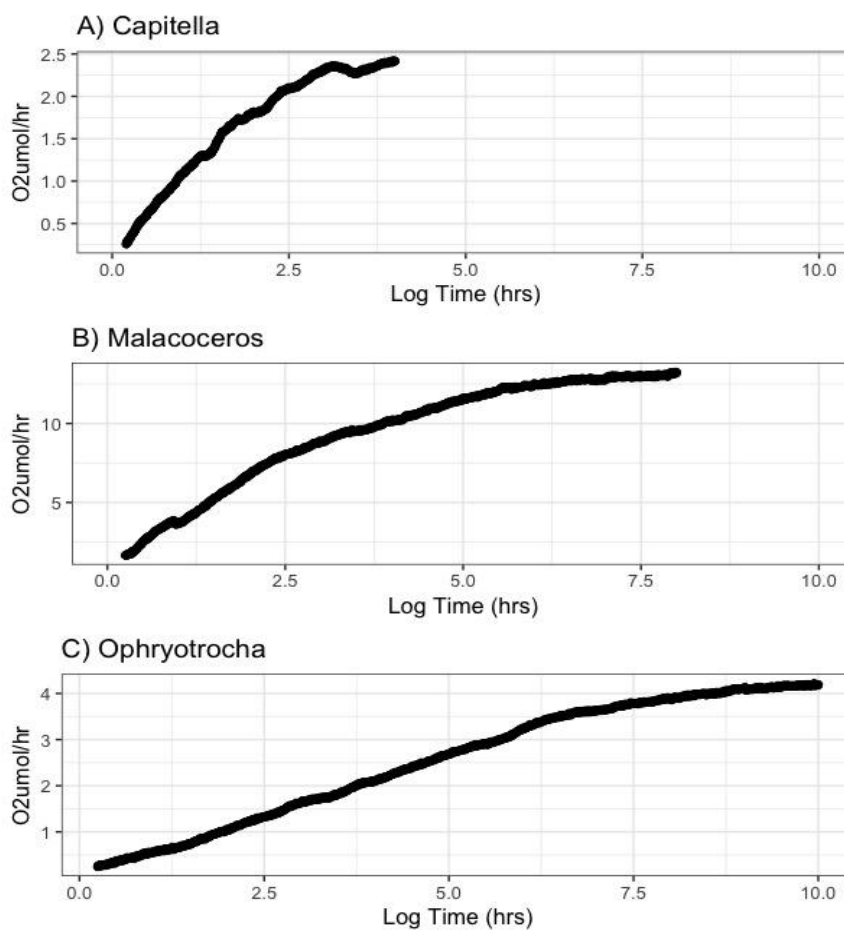 A) Capitella
2.5
2.0
1.5
1.0
0.5
O2umol/hr
0.0 2.5 5.0 7.5 10.0
Log Time (hrs)
B) Malacoceros
10
5
O2umol/hr
0.0 2.5 5.0 7.5 10.0
Log Time (hrs)
C) Ophryotrocha
4
3
2
1
O2umol/hr
0.0 2.5 5.0 7.5 10.0
Log Time (hrs)